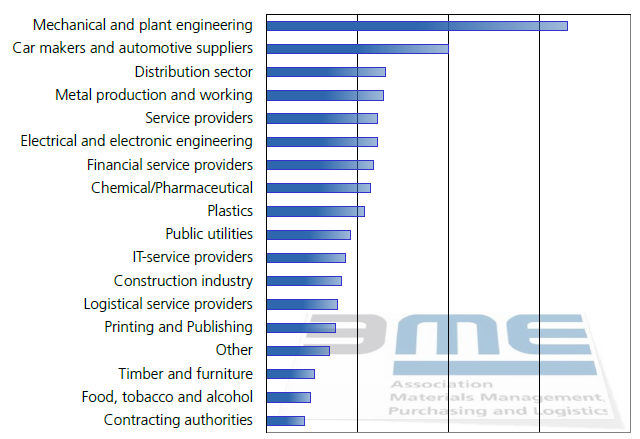 Mechanical and plant engineering
Car makers and automotive suppliers
Distribution sector
Metal production and working
Service providers
Electrical and electronic engineering
Financial service providers
Chemical/Pharmaceutical
Plastics
Public utilities
IT-service providers
Construction industry
Logistical service providers
Printing and Publishing
Other
Timber and furniture
Food, tobacco and alcohol
Contracting authorities
BME
Association
Materials Management,
Purchasing and Logistics